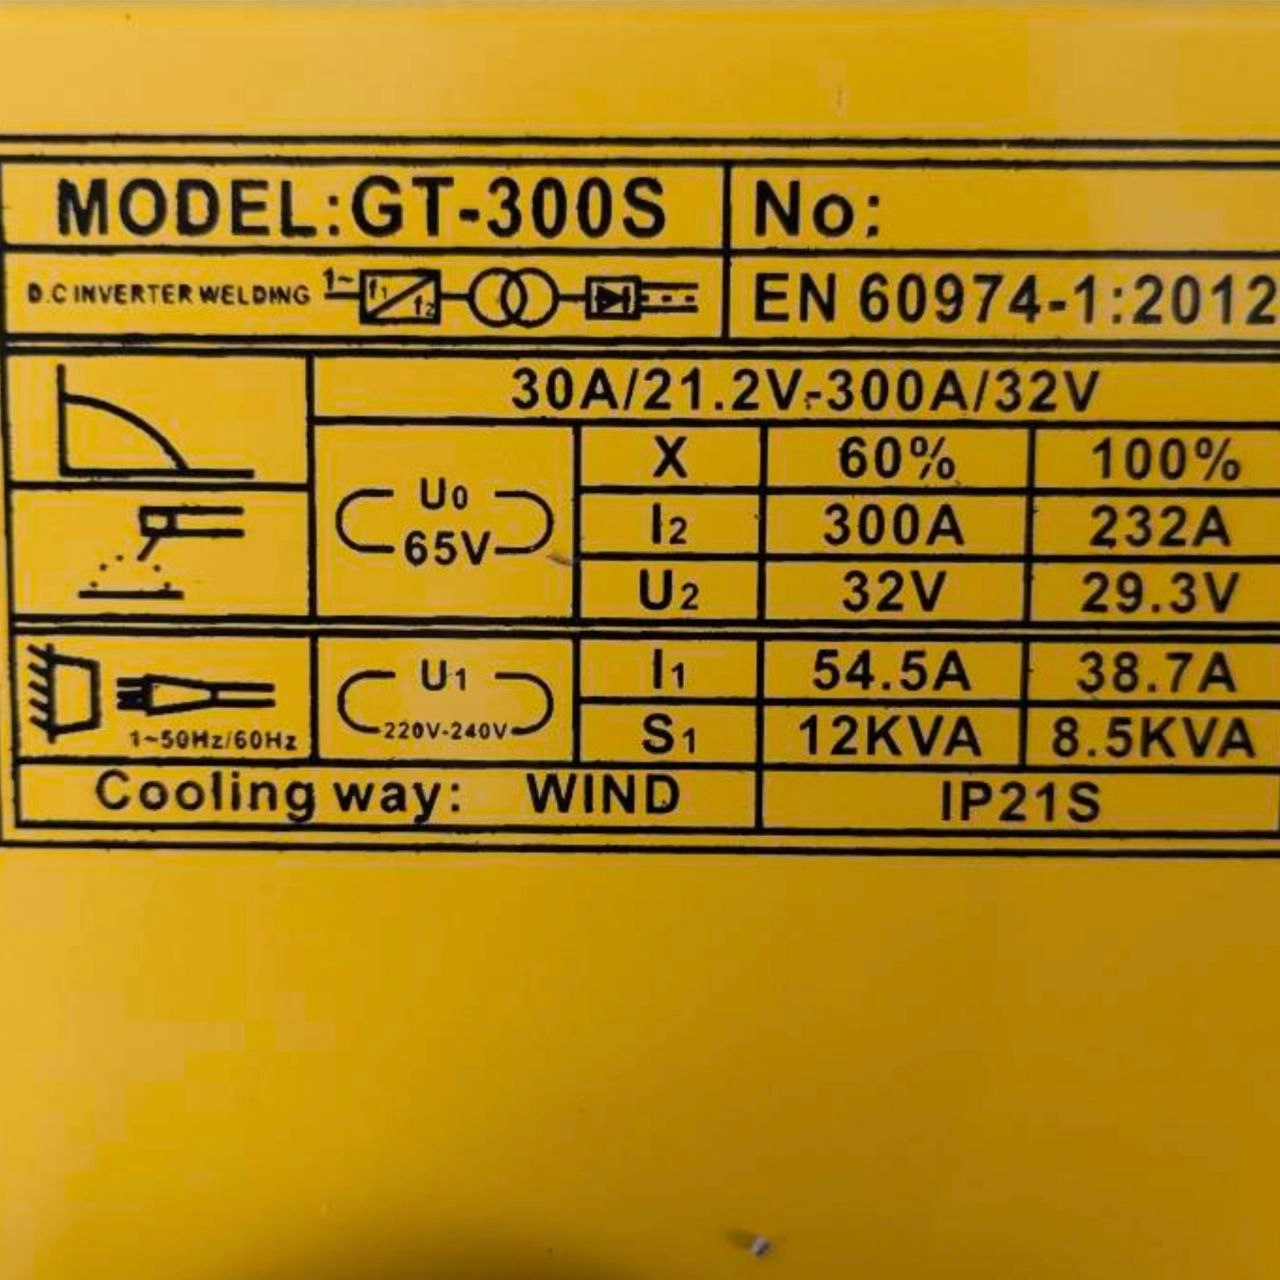 MODEL:GT-300S No:
D.C INVERTER WELDING 1~ f1 f2 EN 60974-1:2012
30A/21.2V-300A/32V
X 60% 100%
U0 65V
I2 300A 232A
U2 32V 29.3V
U1 220V-240V
I1 54.5A 38.7A
1~50Hz/60Hz
S1 12KVA 8.5KVA
Cooling way: WIND IP21S